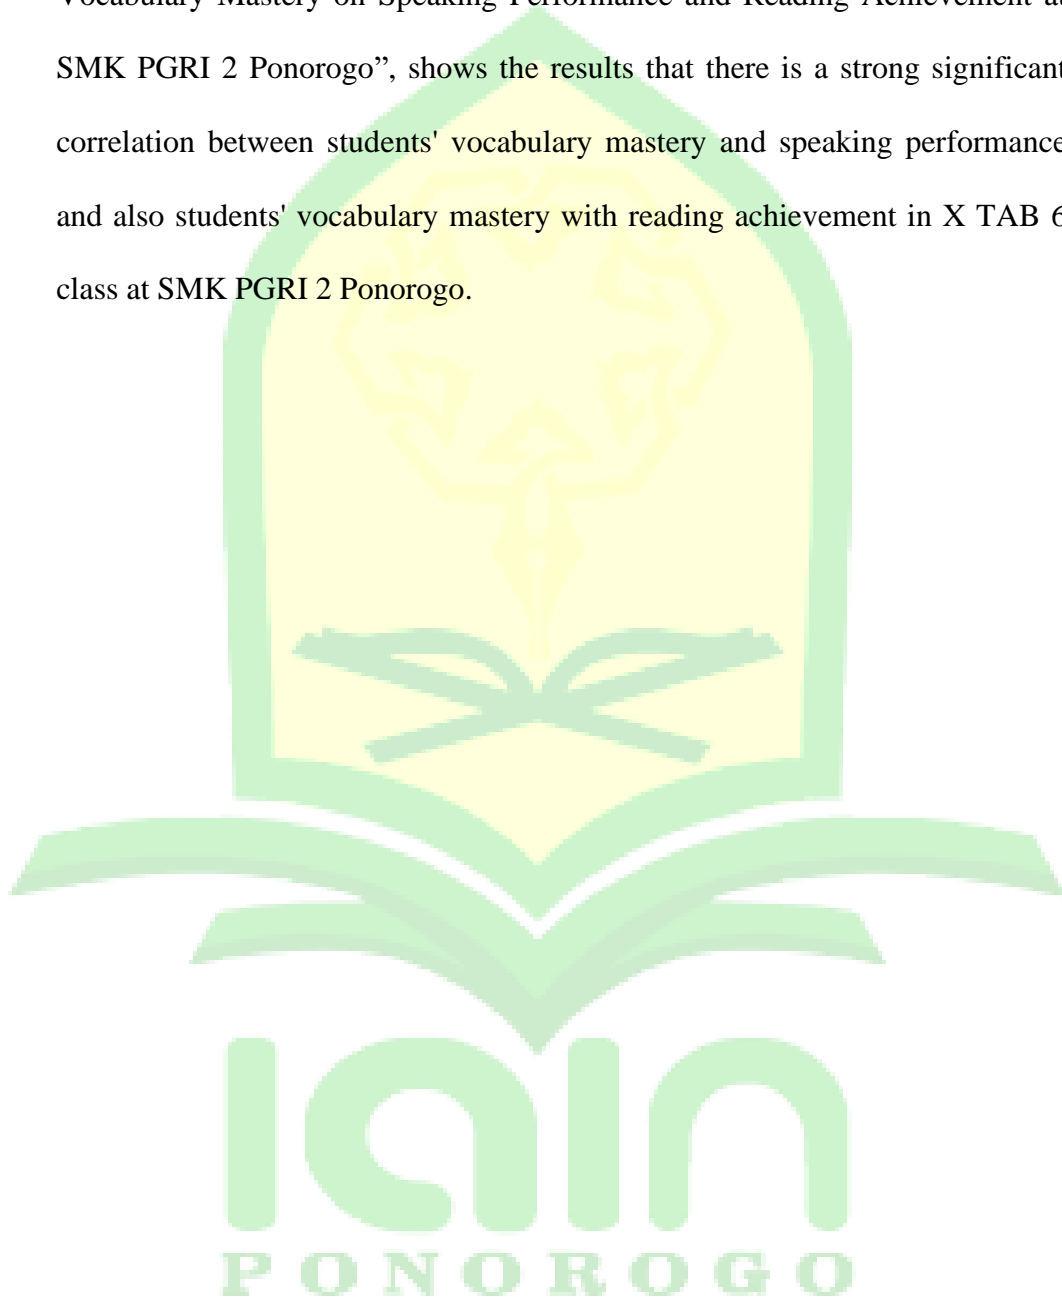 Vocabulary Mastery on Speaking Performance and Reading Achievement at
SMK PGRI 2 Ponorogo”, shows the results that there is a strong significant
correlation between students' vocabulary mastery and speaking performance
and also students' vocabulary mastery with reading achievement in X TAB 6
class at SMK PGRI 2 Ponorogo.
iain
PONOROGO